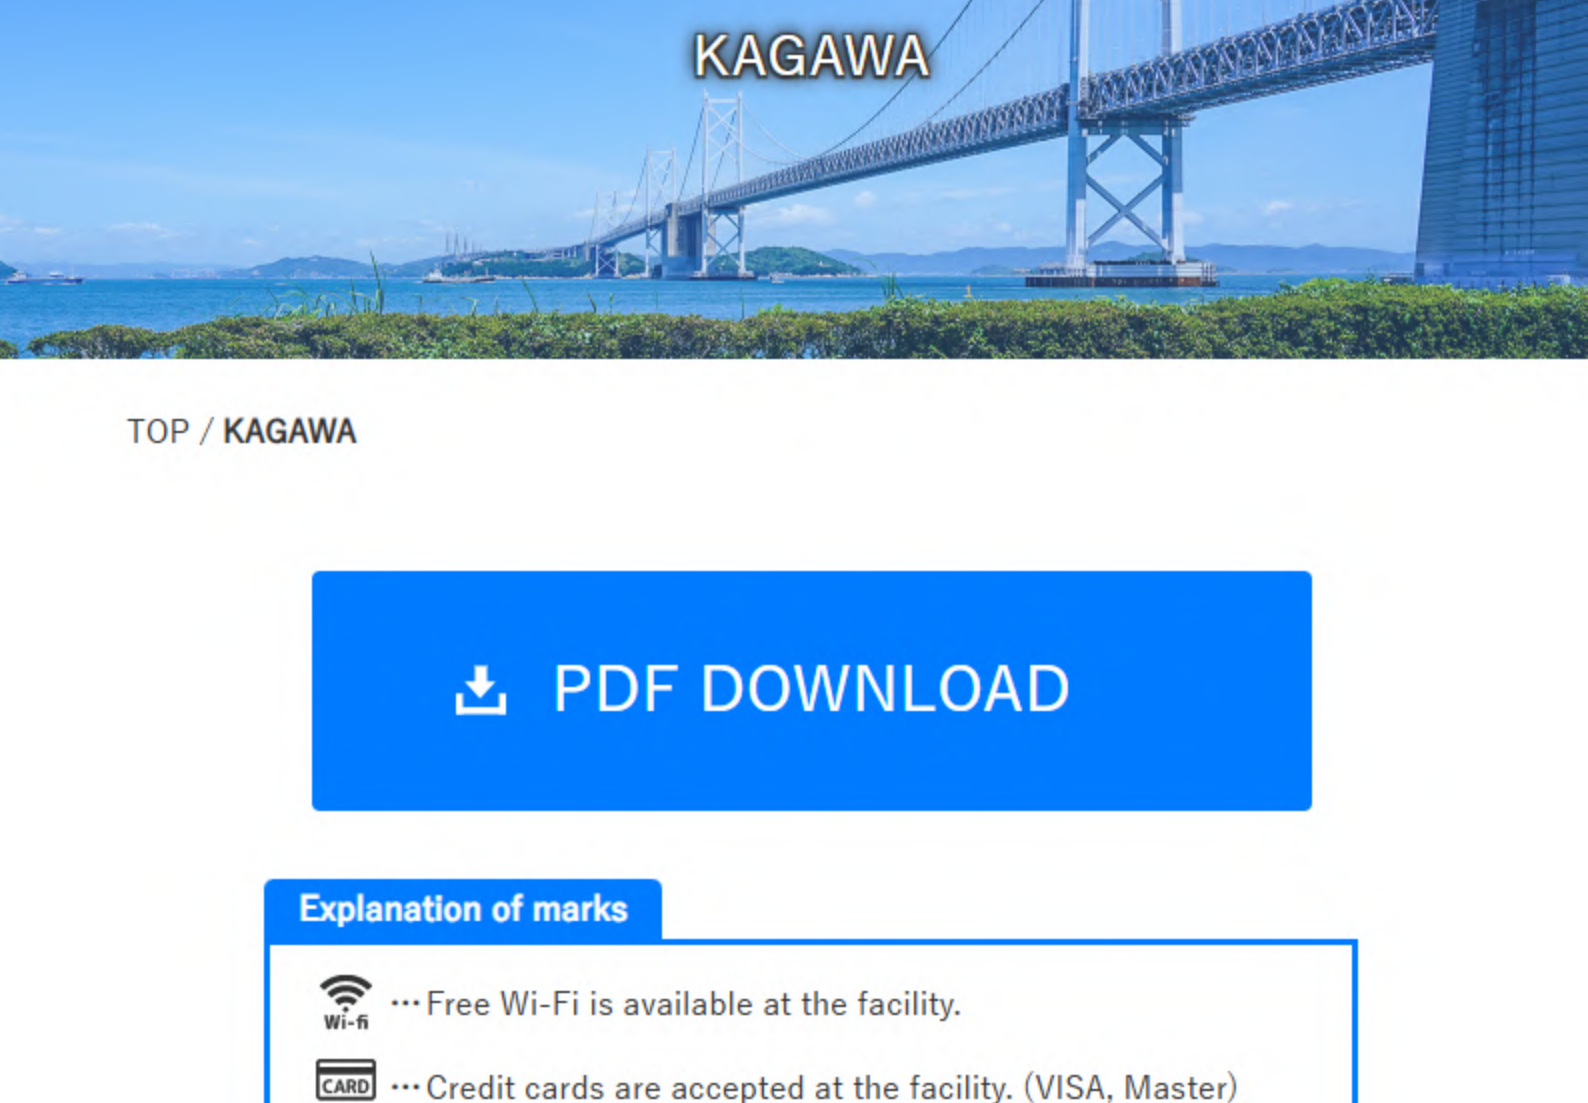 KAGAWA
TOP / KAGAWA
PDF DOWNLOAD
Explanation of marks
Wi-fi …Free Wi-Fi is available at the facility.
CARD …Credit cards are accepted at the facility. (VISA, Master)